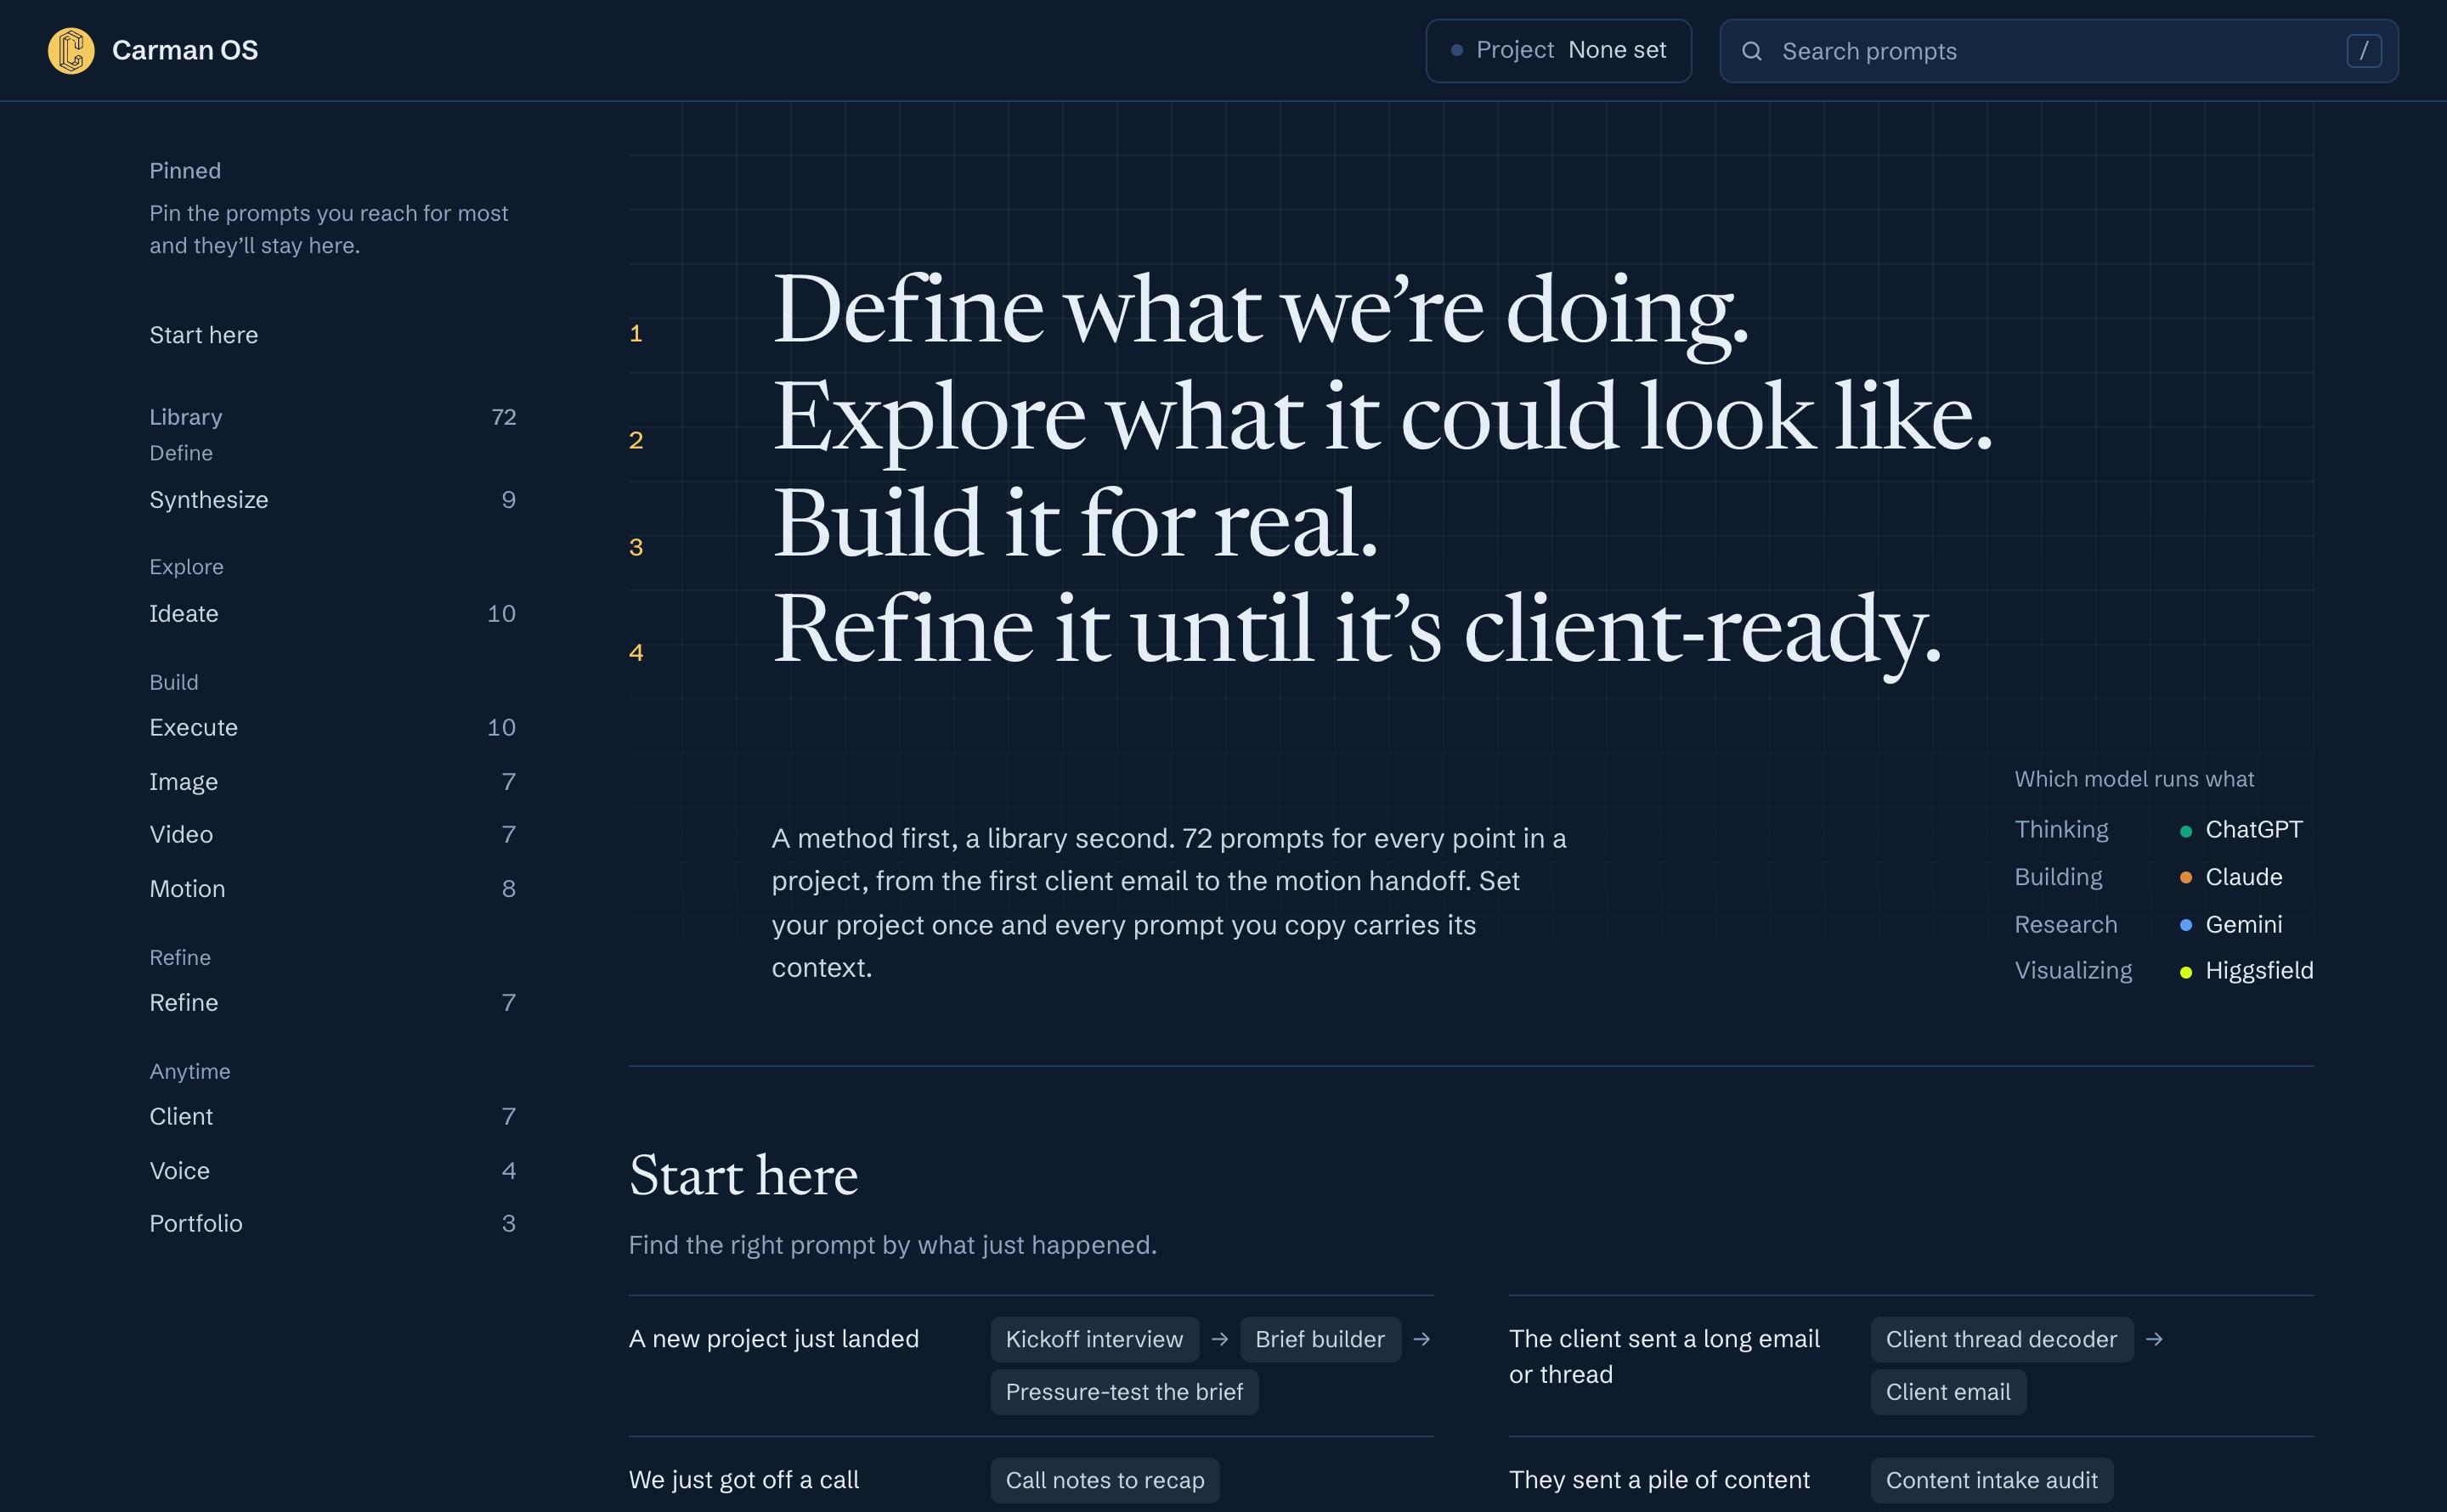 Carman OS
Project None set
Search prompts
/
Pinned
Pin the prompts you reach for most
and they’ll stay here.
Start here
Library 72
Define
Synthesize 9
Explore
Ideate 10
Build
Execute 10
Image 7
Video 7
Motion 8
Refine
Refine 7
Anytime
Client 7
Voice 4
Portfolio 3
1 Define what we’re doing.
2 Explore what it could look like.
3 Build it for real.
4 Refine it until it’s client-ready.
A method first, a library second. 72 prompts for every point in a
project, from the first client email to the motion handoff. Set
your project once and every prompt you copy carries its
context.
Which model runs what
Thinking ChatGPT
Building Claude
Research Gemini
Visualizing Higgsfield
Start here
Find the right prompt by what just happened.
A new project just landed
Kickoff interview → Brief builder →
Pressure-test the brief
The client sent a long email
or thread
Client thread decoder →
Client email
We just got off a call
Call notes to recap
They sent a pile of content
Content intake audit